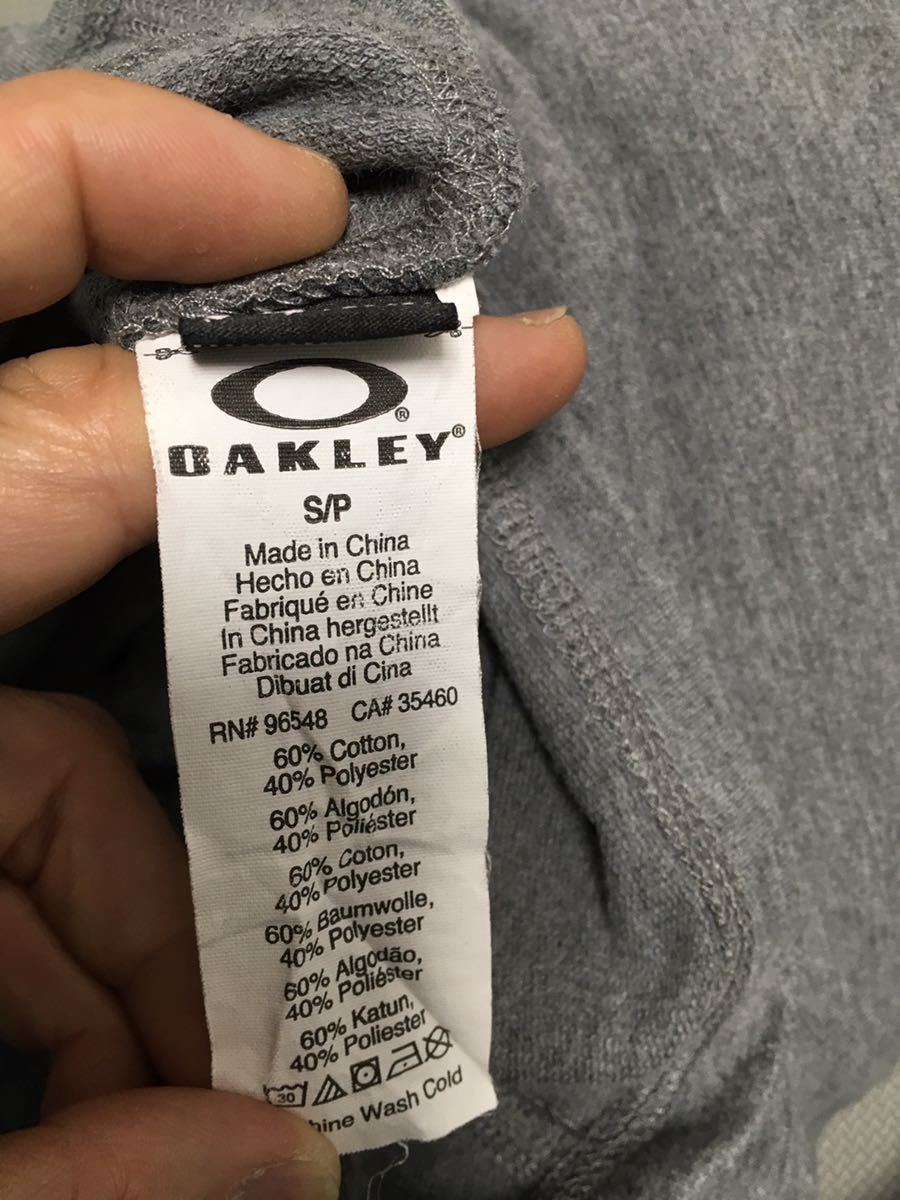 OAKLEY®
S/P
Made in China
Hecho en China
Fabriqué en Chine
In China hergestellt
Fabricado na China
Dibuat di Cina
RN# 96548 CA# 35460
60% Cotton,
40% Polyester
60% Algodón,
40% Poliéster
60% Coton,
40% Polyester
60% Baumwolle,
40% Polyester
60% Algodão,
40% Poliéster
60% Katun,
40% Poliester
30
hine Wash Cold